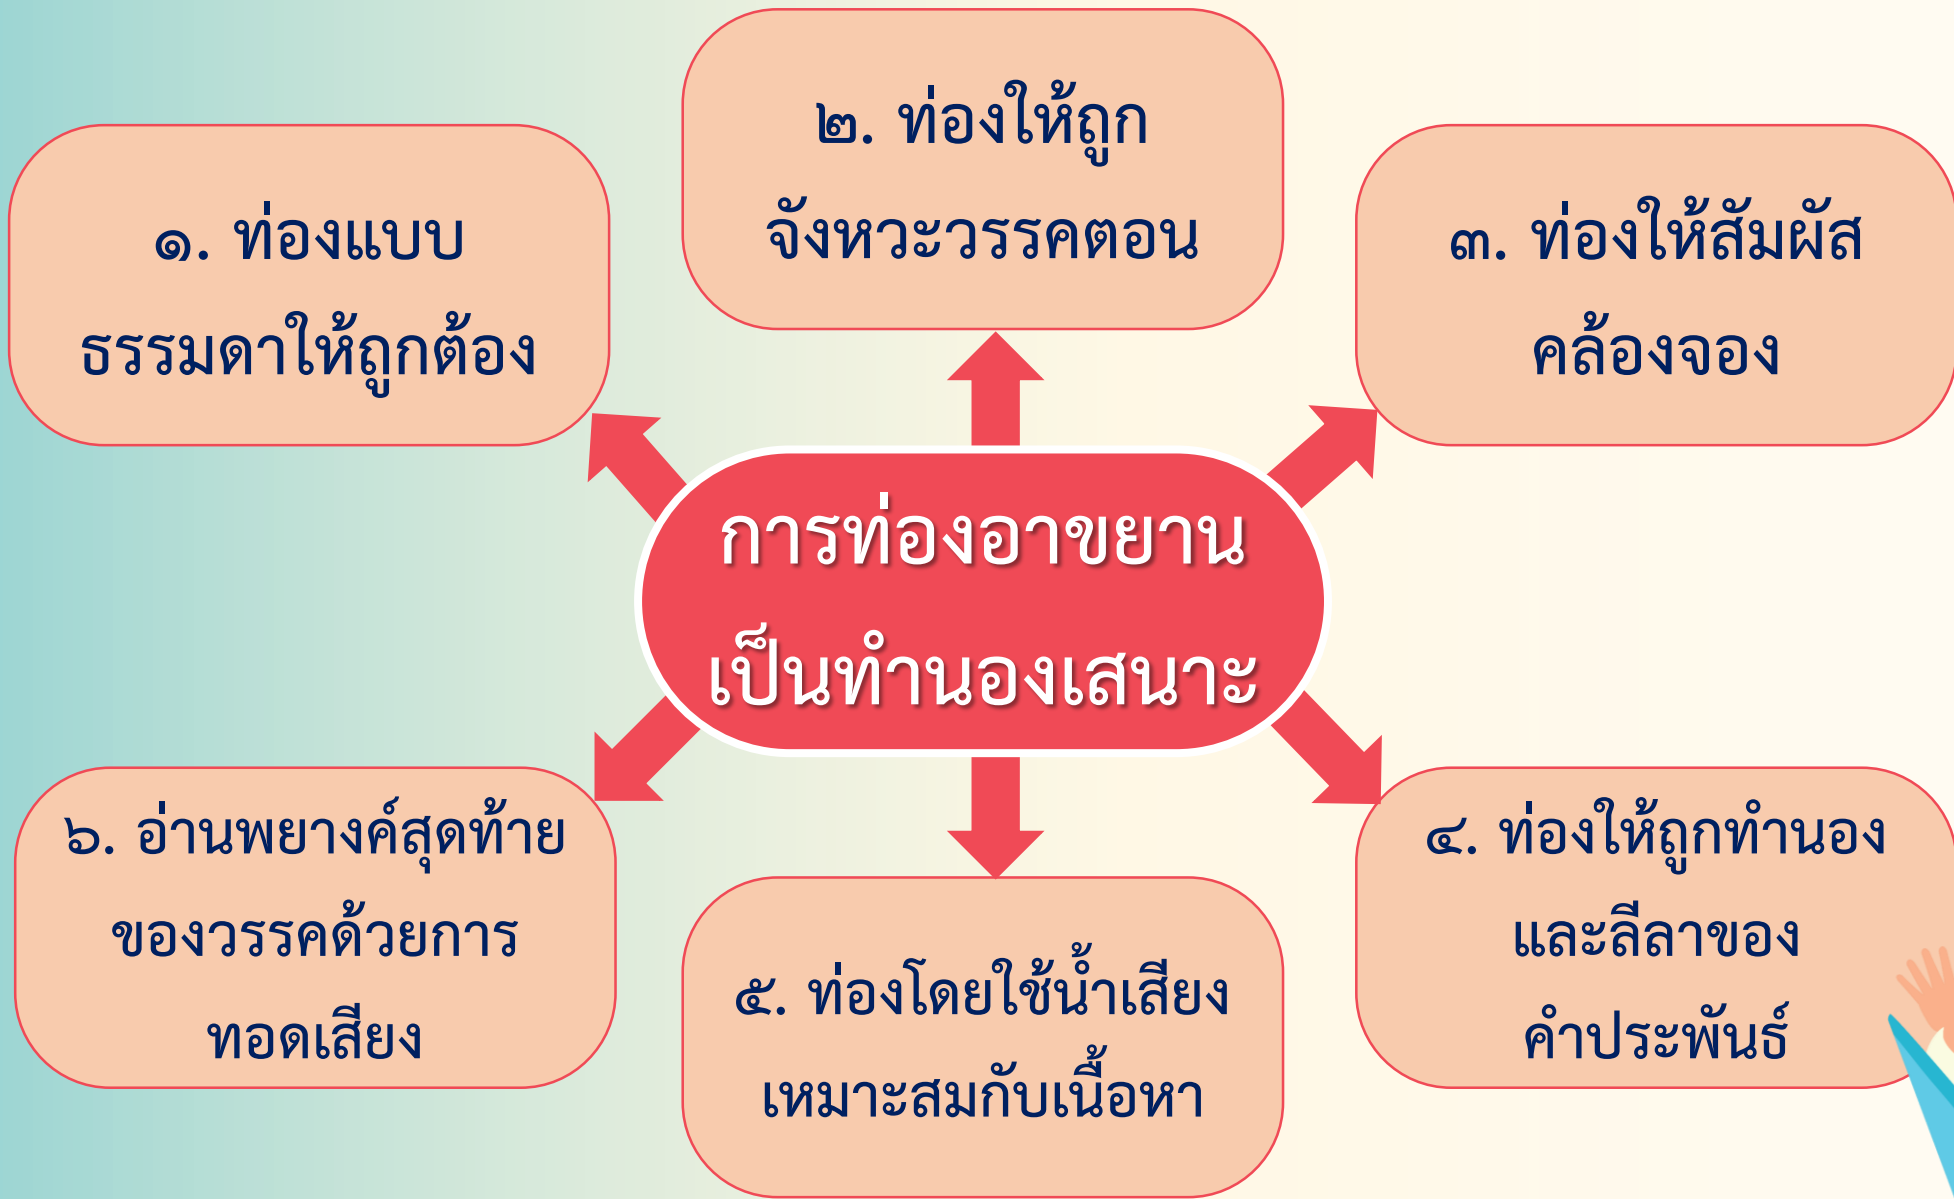 การท่องอาขยาน
เป็นทำนองเสนาะ
๑. ท่องแบบ
ธรรมดาให้ถูกต้อง
๒. ท่องให้ถูก
จังหวะวรรคตอน
๓. ท่องให้สัมผัส
คล้องจอง
๔. ท่องให้ถูกทำนอง
และลีลาของ
คำประพันธ์
๕. ท่องโดยใช้น้ำเสียง
เหมาะสมกับเนื้อหา
๖. อ่านพยางค์สุดท้าย
ของวรรคด้วยการ
ทอดเสียง